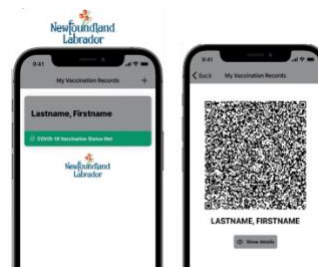 Newfoundland
Labrador
9:41
My Vaccination Records +
Lastname, Firstname
COVID-19 Vaccination Status Met
Newfoundland
Labrador
9:41
Back My Vaccination Records
LASTNAME, FIRSTNAME
Show details